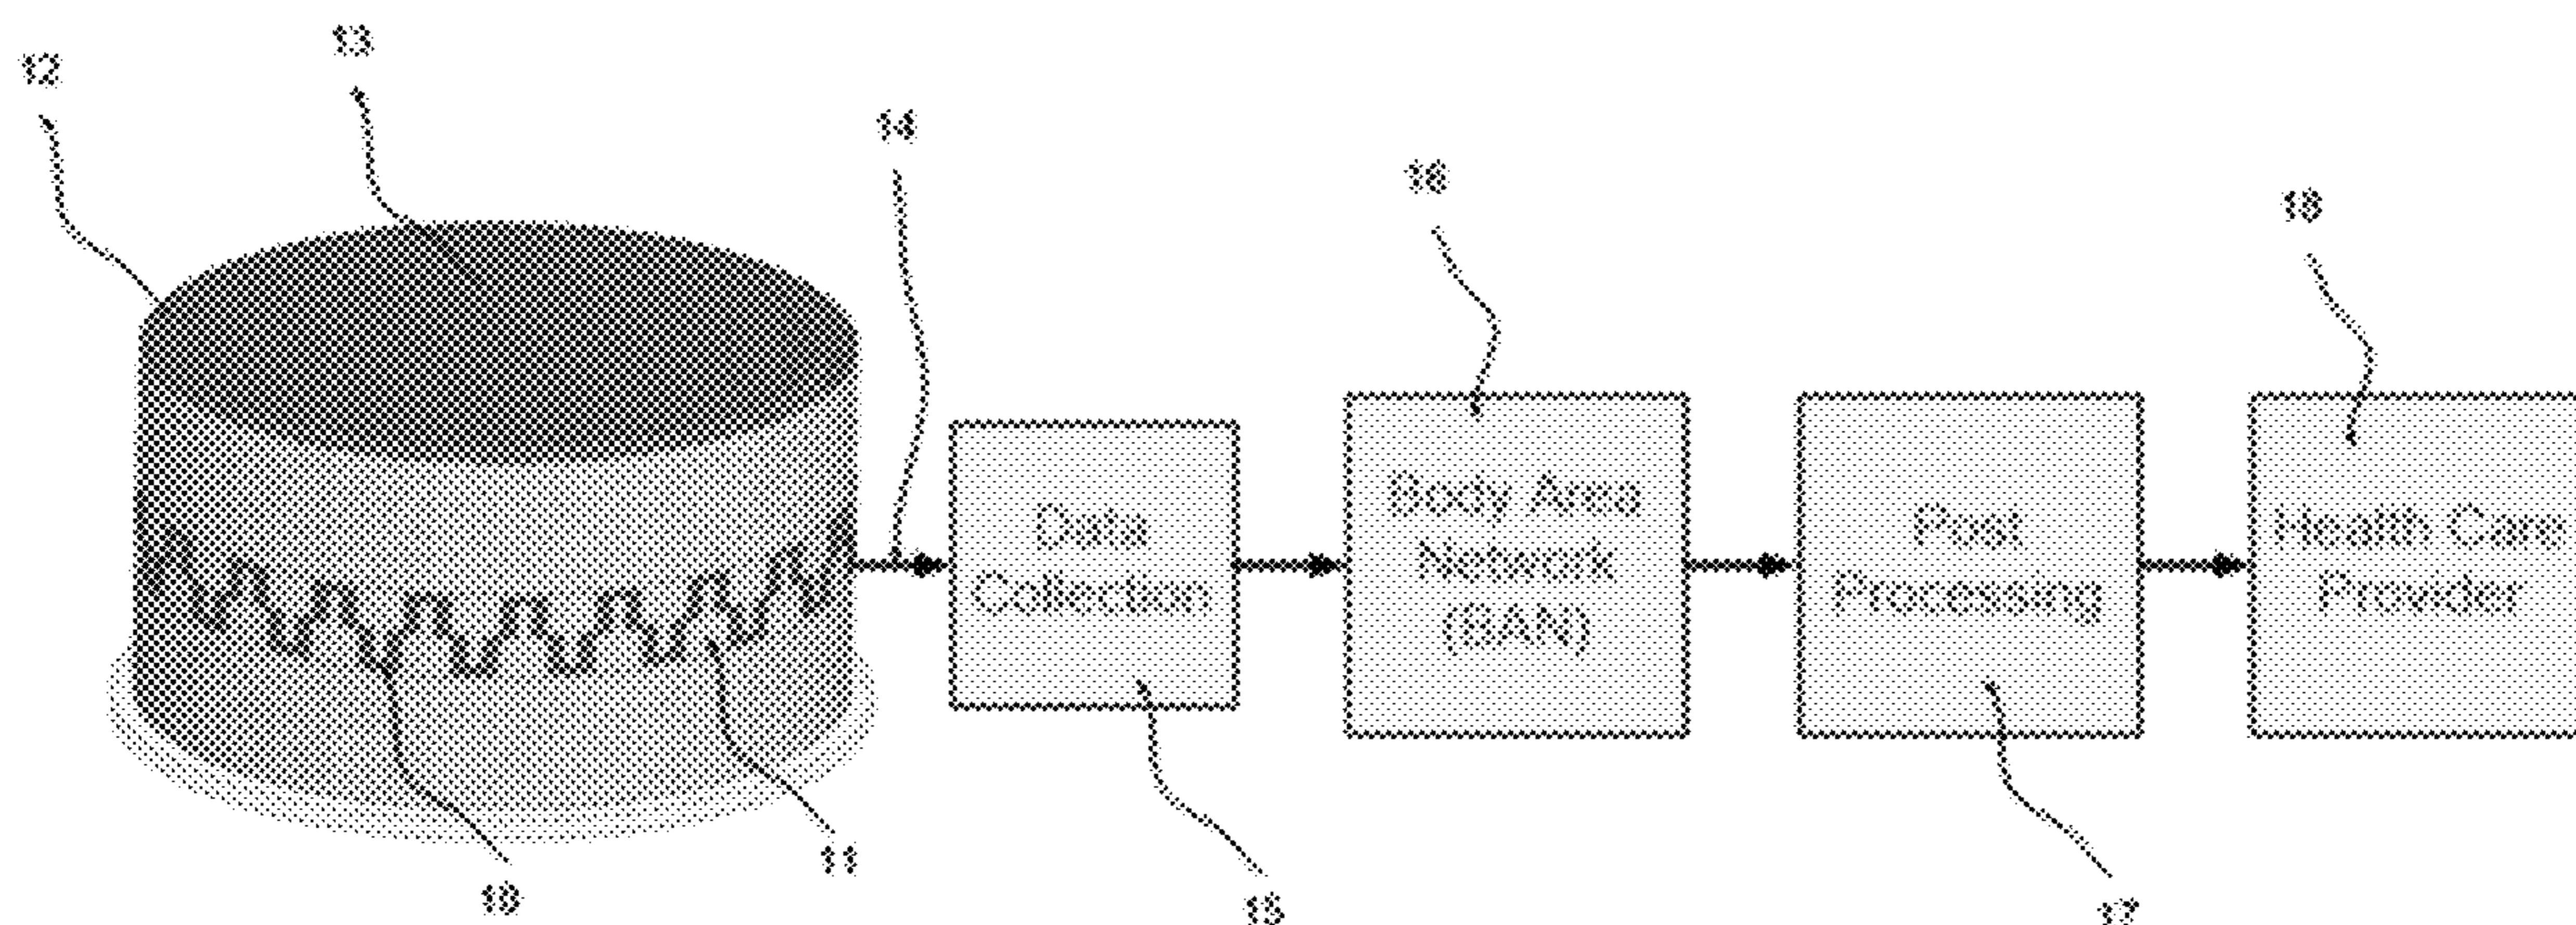 13
12
14
16
18
Data
Collection
Body Area
Network
(BAN)
Post
Processing
Health Care
Provider
11
10
15
17